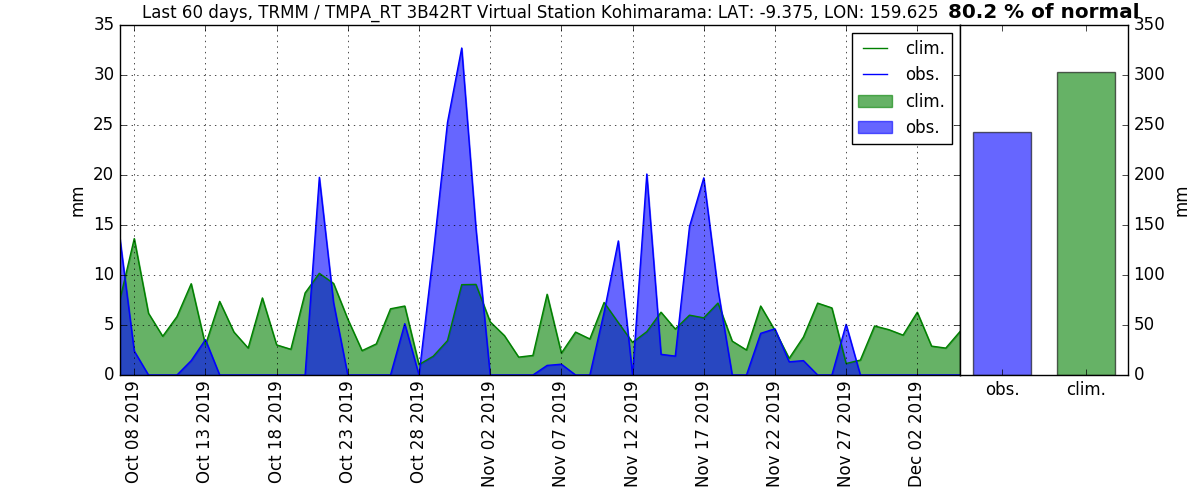 Last 60 days, TRMM / TMPA_RT 3B42RT Virtual Station Kohimarama: LAT: -9.375, LON: 159.625 80.2 % of normal
35 350
30 300
25 250
20 200
15 150
10 100
5 50
0 0
mm
mm
clim.
obs.
clim.
obs.
obs. clim.
Oct 08 2019
Oct 13 2019
Oct 18 2019
Oct 23 2019
Oct 28 2019
Nov 02 2019
Nov 07 2019
Nov 12 2019
Nov 17 2019
Nov 22 2019
Nov 27 2019
Dec 02 2019